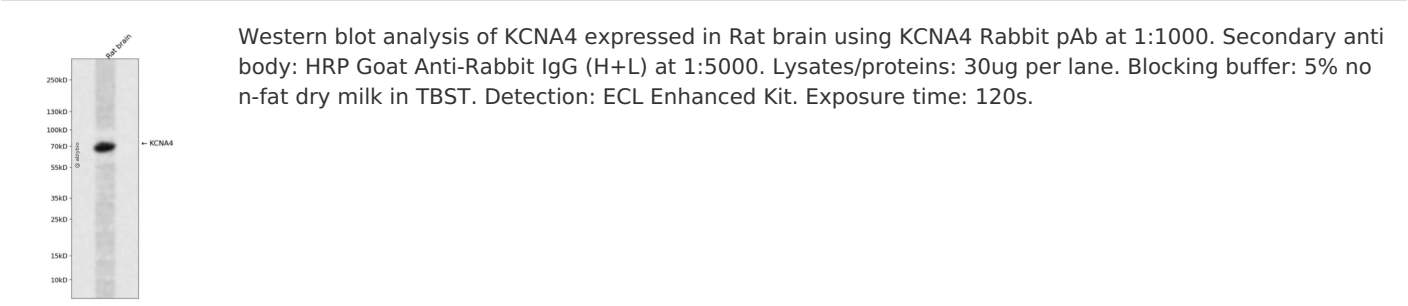 Rat brain
Western blot analysis of KCNA4 expressed in Rat brain using KCNA4 Rabbit pAb at 1:1000. Secondary anti
body: HRP Goat Anti-Rabbit IgG (H+L) at 1:5000. Lysates/proteins: 30ug per lane. Blocking buffer: 5% no
n-fat dry milk in TBST. Detection: ECL Enhanced Kit. Exposure time: 120s.
250kD
130kD
100kD
70kD
← KCNA4
@ ablybio
55kD
35kD
25kD
15kD
10kD